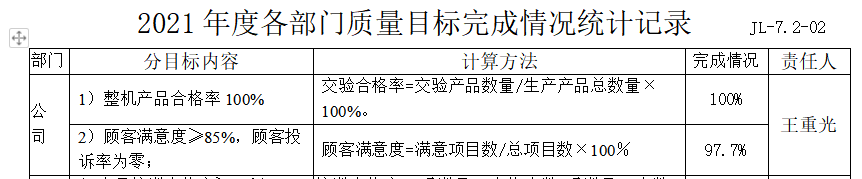 2021 年度各部门质量目标完成情况统计记录 JL-7.2-02
部门 分目标内容 计算方法 完成情况 责任人
公司
1）整机产品合格率 100%
交验合格率=交验产品数量/生产产品总数量×
100%。
100%
王重光
2）顾客满意度≥85%，顾客投
诉率为零；
顾客满意度=满意项目数/总项目数×100%
97.7%